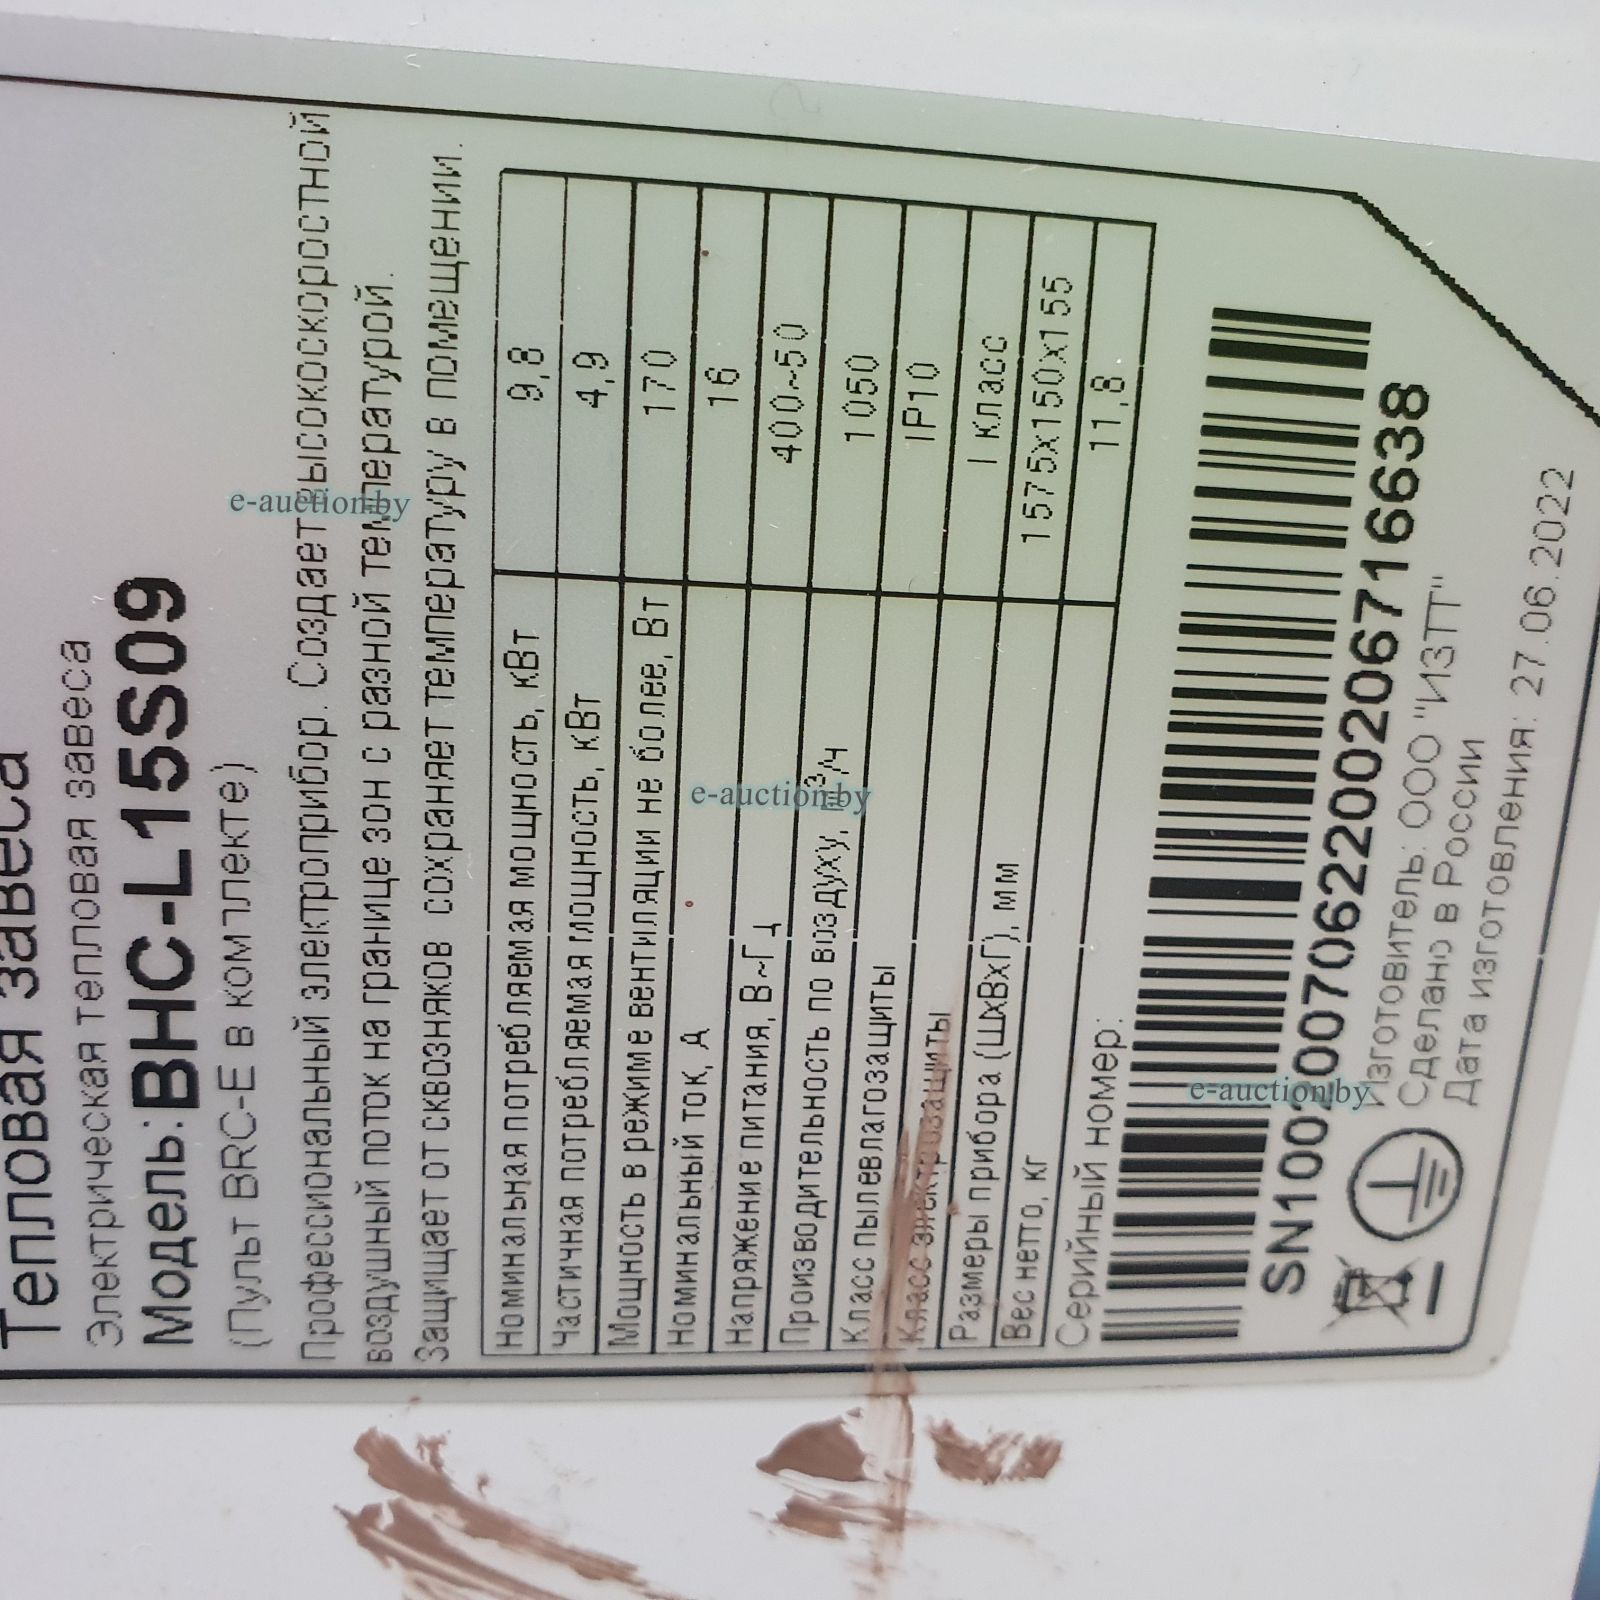 Тепловая завеса
Электрическая тепловая завеса
Модель: BHC-L15S09
(Пульт BRC-E в комплекте)
Профессиональный электроприбор. Создает высокоскоростной
воздушный поток на границе зон с разной температурой.
Защищает от сквозняков сохраняет температуру в помещении.
Номинальная потребляемая мощность, кВт 9,8
Частичная потребляемая мощность, кВт 4,9
Мощность в режиме вентиляции не более, Вт 170
Номинальный ток, А 16
Напряжение питания, В~Гц 400~50
Производительность по воздуху, м³/ч 1050
Класс пылевлагозащиты IP10
Класс электрозащиты I класс
Размеры прибора (ШхВхГ), мм 1575x150x155
Вес нетто, кг 11,8
Серийный номер:
Изготовитель: ООО "ИЗТТ"
Сделано в России
Дата изготовления: 27.06.2022
e-auction.by
e-auction.by
e-auction.by